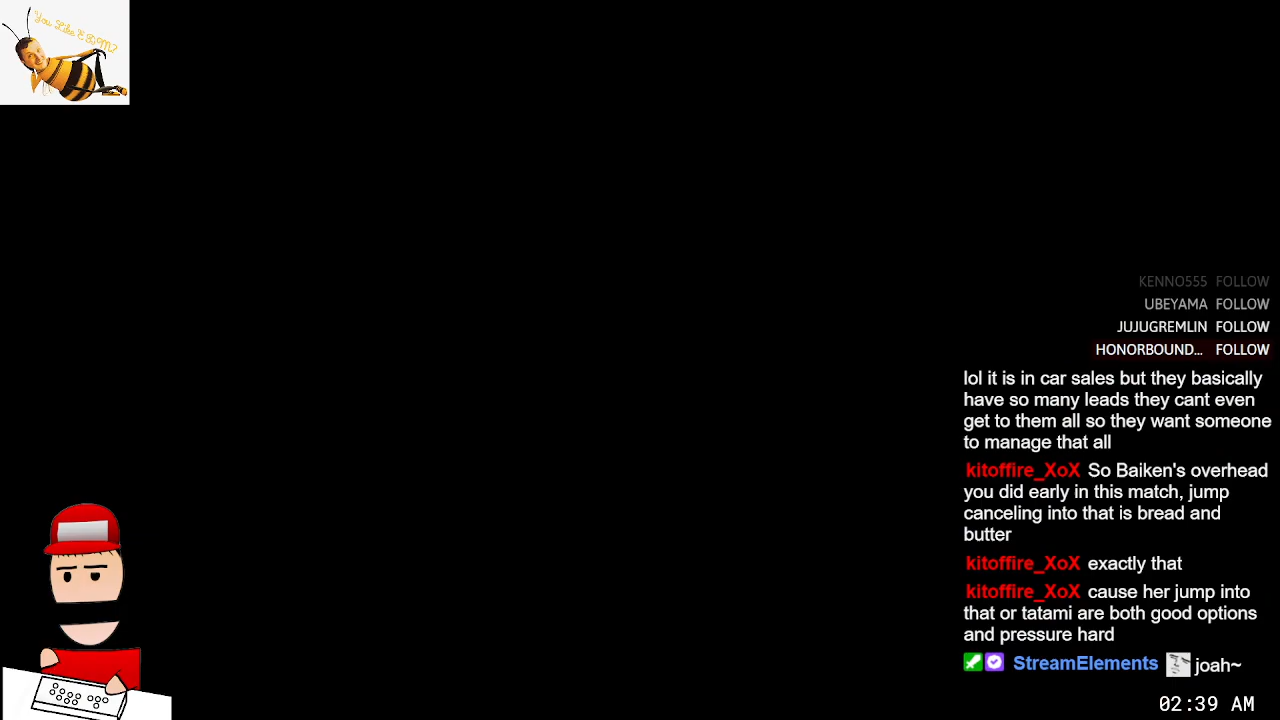 You Like É DM?
KENNO555 FOLLOW
UBEYAMA FOLLOW
JUJUGREMLIN FOLLOW
HONORBOUND... FOLLOW
lol it is in car sales but they basically
have so many leads they cant even
get to them all so they want someone
to manage that all
kitoffire_XoX So Baiken's overhead
you did early in this match, jump
canceling into that is bread and
butter
kitoffire_XoX exactly that
kitoffire_XoX cause her jump into
that or tatami are both good options
and pressure hard
StreamElements joah~
02:39 AM